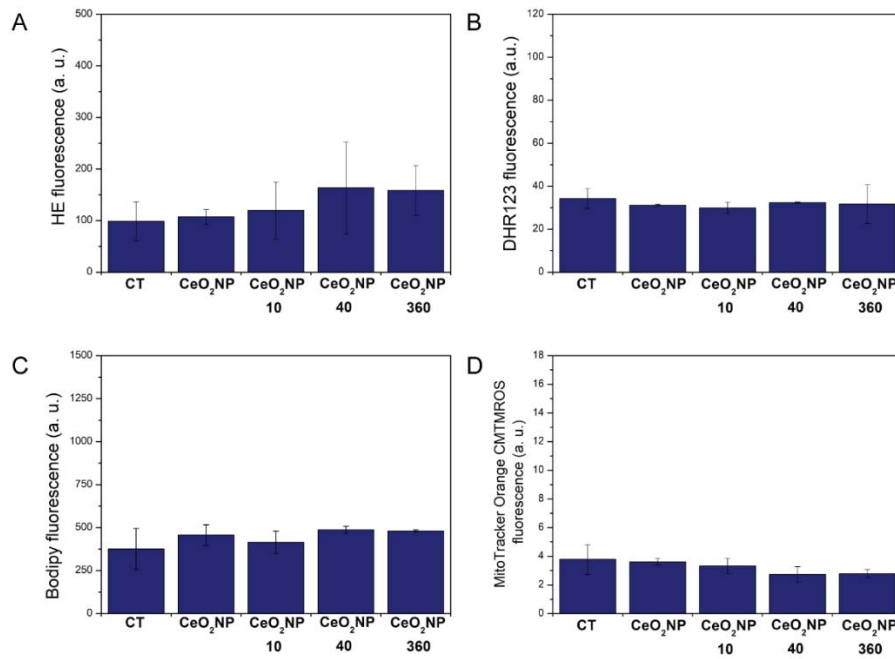 A
HE fluorescence (a. u.)
500
400
300
200
100
0
CT CeO₂NP CeO₂NP CeO₂NP CeO₂NP
10 40 360
B
DHR123 fluorescence (a.u.)
120
100
80
60
40
20
0
CT CeO₂NP CeO₂NP CeO₂NP CeO₂NP
10 40 360
C
Bodipy fluorescence (a. u.)
1500
1250
1000
750
500
250
0
CT CeO₂NP CeO₂NP CeO₂NP CeO₂NP
10 40 360
D
MitoTracker Orange CMTMROS
fluorescence (a. u.)
18
16
14
12
10
8
6
4
2
0
CT CeO₂NP CeO₂NP CeO₂NP CeO₂NP
10 40 360